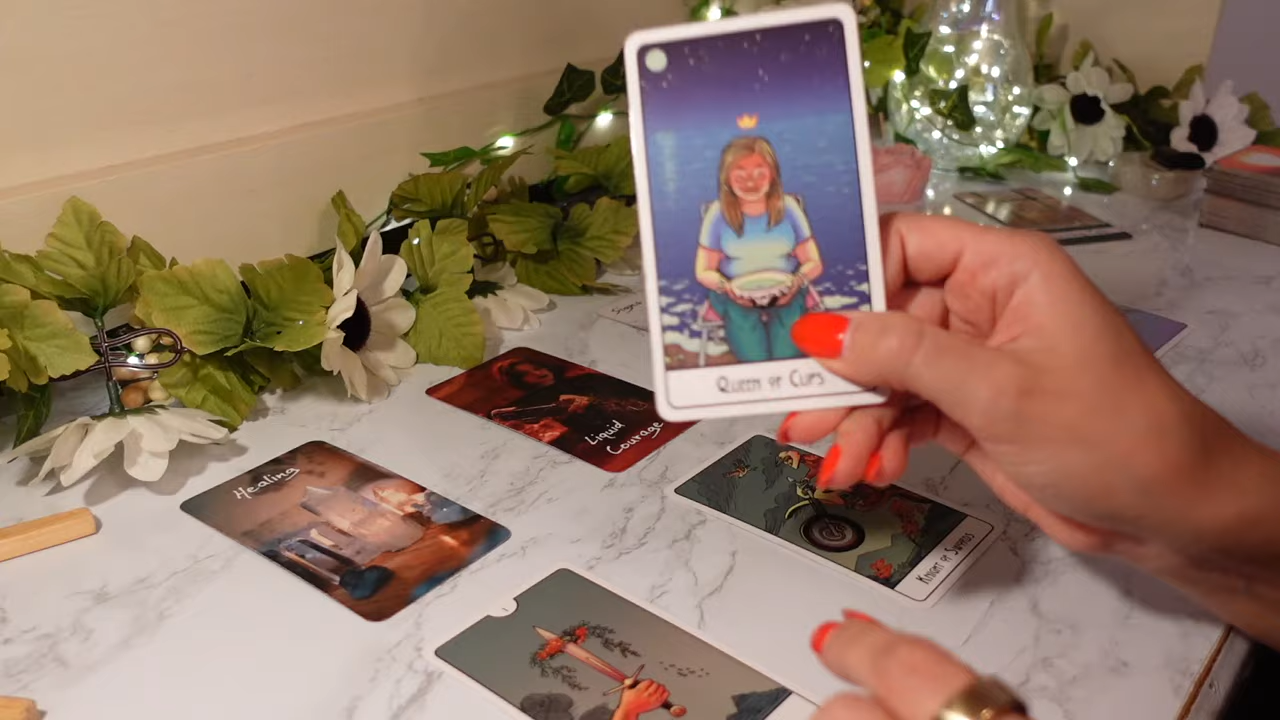 Queen of Cups
Liquid
Courage
Healing
Knight of Swords
I